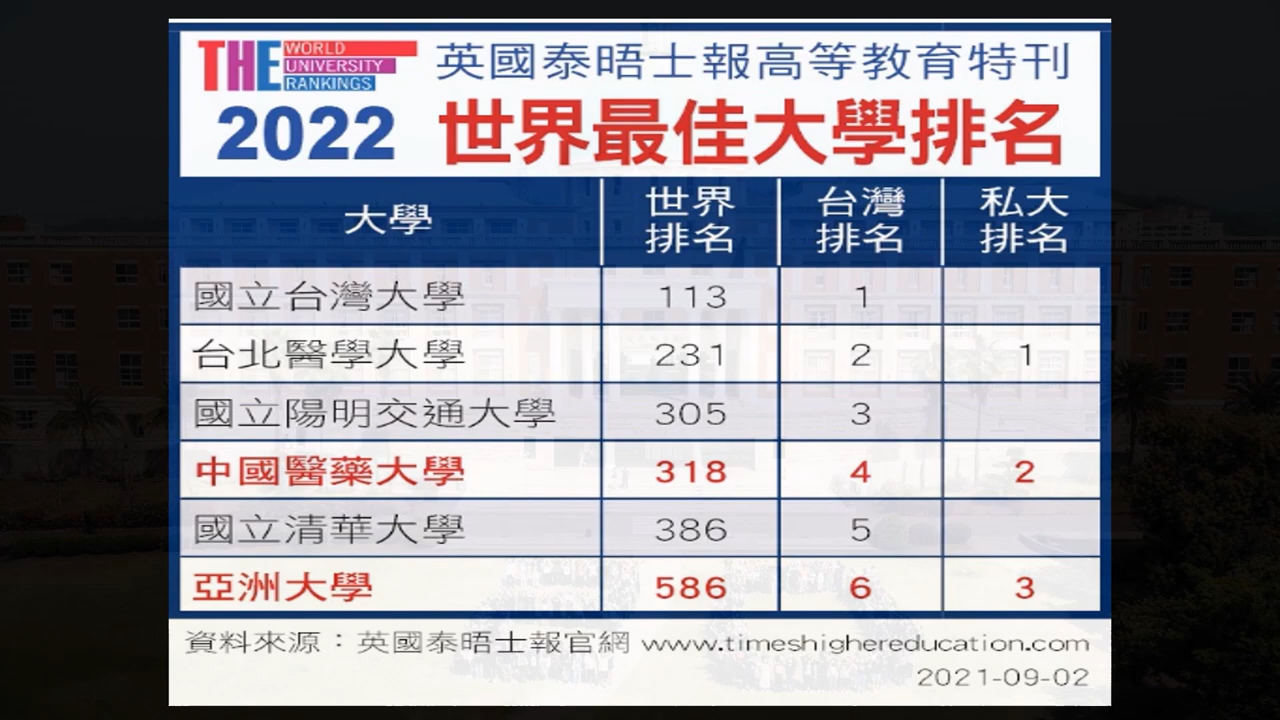 THE WORLD
UNIVERSITY
RANKINGS
英國泰晤士報高等教育特刊
2022 世界最佳大學排名
大學 世界排名 台灣排名 私大排名
國立台灣大學 113 1
台北醫學大學 231 2 1
國立陽明交通大學 305 3
中國醫藥大學 318 4 2
國立清華大學 386 5
亞洲大學 586 6 3
資料來源：英國泰晤士報官網 www.timeshighereducation.com
2021-09-02